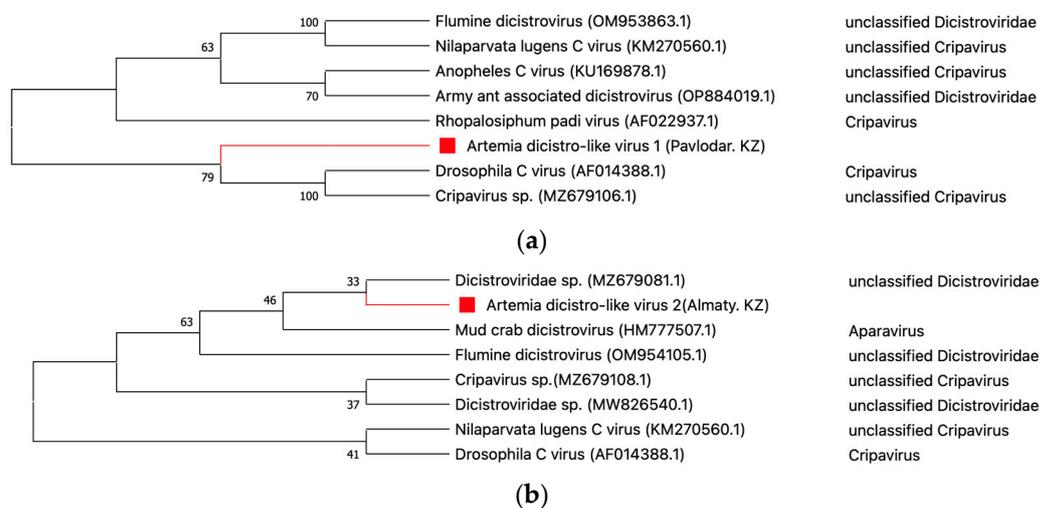 100 Flumine dicistrovirus (OM953863.1) unclassified Dicistroviridae
63 Nilaparvata lugens C virus (KM270560.1) unclassified Cripavirus
Anopheles C virus (KU169878.1) unclassified Cripavirus
70 Army ant associated dicistrovirus (OP884019.1) unclassified Dicistroviridae
Rhopalosiphum padi virus (AF022937.1) Cripavirus
Artemia dicistro-like virus 1 (Pavlodar. KZ)
79 Drosophila C virus (AF014388.1) Cripavirus
100 Cripavirus sp. (MZ679106.1) unclassified Cripavirus
(a)
33 Dicistroviridae sp. (MZ679081.1) unclassified Dicistroviridae
46 Artemia dicistro-like virus 2(Almaty. KZ)
63 Mud crab dicistrovirus (HM777507.1) Aparavirus
Flumine dicistrovirus (OM954105.1) unclassified Dicistroviridae
Cripavirus sp.(MZ679108.1) unclassified Cripavirus
37 Dicistroviridae sp. (MW826540.1) unclassified Dicistroviridae
Nilaparvata lugens C virus (KM270560.1) unclassified Cripavirus
41 Drosophila C virus (AF014388.1) Cripavirus
(b)